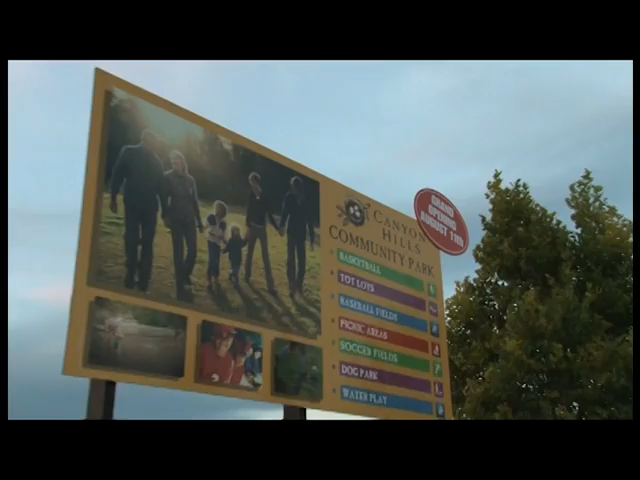 CANYON
HILLS
COMMUNITY PARK
GRAND
OPENING
AUGUST 11TH
BASKETBALL
TOT LOTS
BASEBALL FIELDS
PICNIC AREAS
SOCCER FIELDS
DOG PARK
WATER PLAY